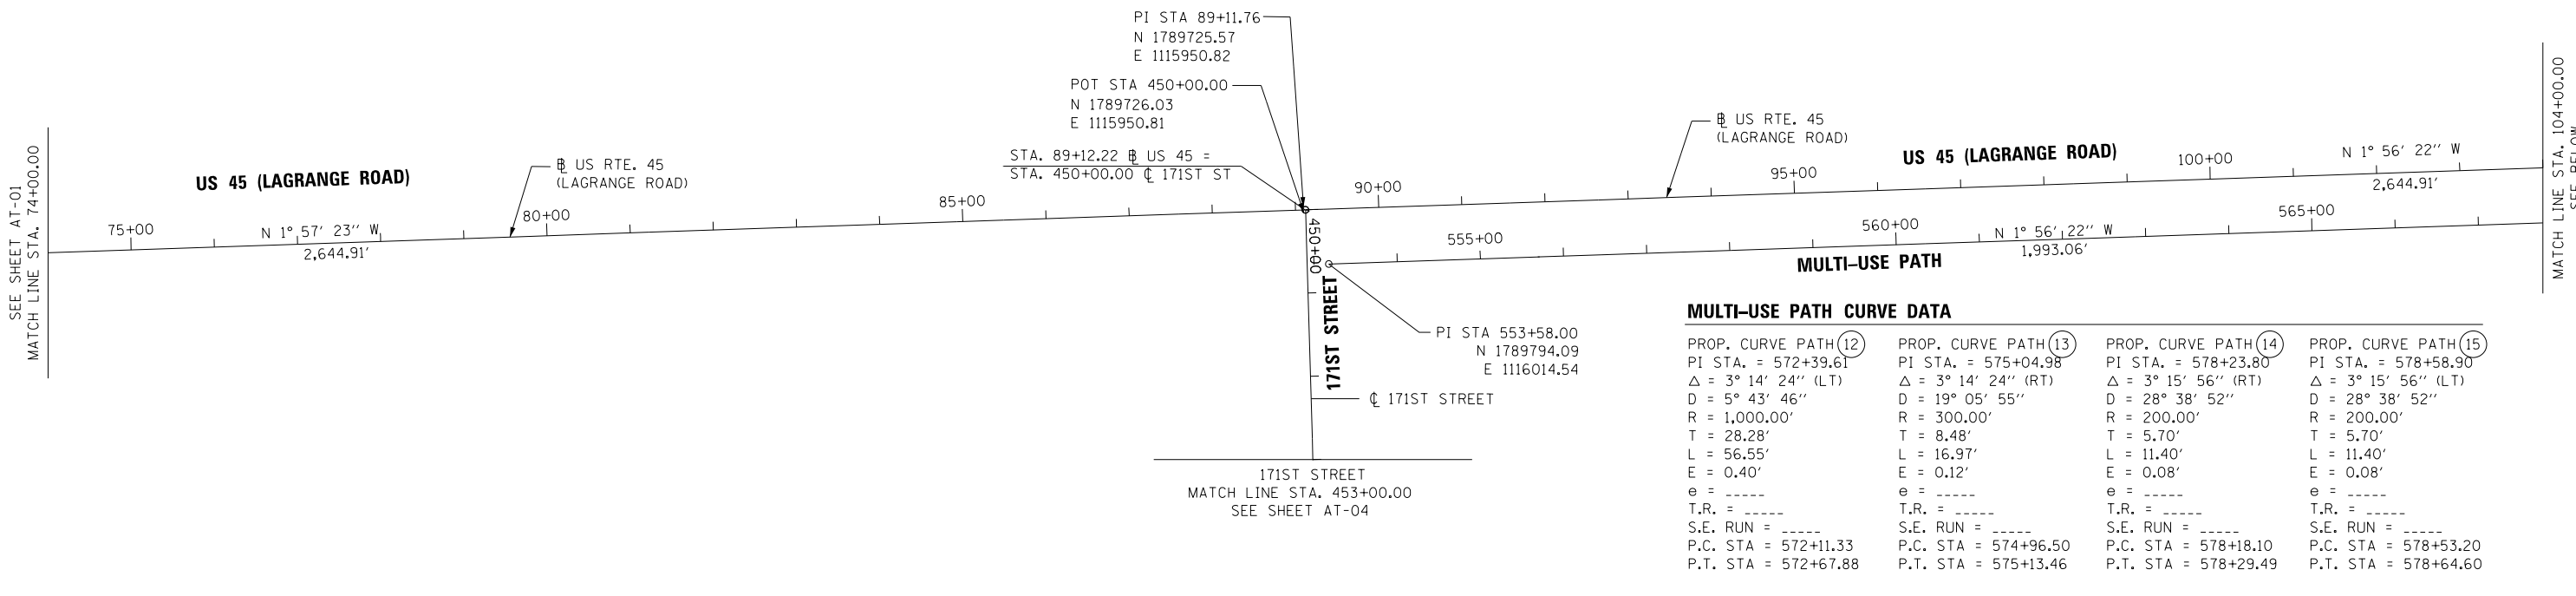 SEE SHEET AT-01
MATCH LINE STA. 74+00.00
US 45 (LAGRANGE ROAD)
75+00
N 1° 57' 23'' W
2,644.91'
80+00
℔ US RTE. 45
(LAGRANGE ROAD)
85+00
PI STA 89+11.76
N 1789725.57
E 1115950.82
POT STA 450+00.00
N 1789726.03
E 1115950.81
STA. 89+12.22 ℔ US 45 =
STA. 450+00.00 ℄ 171ST ST
90+00
℔ US RTE. 45
(LAGRANGE ROAD)
95+00
US 45 (LAGRANGE ROAD)
100+00
N 1° 56' 22'' W
2,644.91'
MATCH LINE STA. 104+00.00
SEE BELOW
450+00
171ST STREET
555+00
560+00
N 1° 56' 22'' W
1,993.06'
565+00
MULTI-USE PATH
PI STA 553+58.00
N 1789794.09
E 1116014.54
℄ 171ST STREET
171ST STREET
MATCH LINE STA. 453+00.00
SEE SHEET AT-04
MULTI-USE PATH CURVE DATA
PROP. CURVE PATH 12
PI STA. = 572+39.61
△ = 3° 14' 24'' (LT)
D = 5° 43' 46''
R = 1,000.00'
T = 28.28'
L = 56.55'
E = 0.40'
e = _____
T.R. = _____
S.E. RUN = _____
P.C. STA = 572+11.33
P.T. STA = 572+67.88
PROP. CURVE PATH 13
PI STA. = 575+04.98
△ = 3° 14' 24'' (RT)
D = 19° 05' 55''
R = 300.00'
T = 8.48'
L = 16.97'
E = 0.12'
e = _____
T.R. = _____
S.E. RUN = _____
P.C. STA = 574+96.50
P.T. STA = 575+13.46
PROP. CURVE PATH 14
PI STA. = 578+23.80
△ = 3° 15' 56'' (RT)
D = 28° 38' 52''
R = 200.00'
T = 5.70'
L = 11.40'
E = 0.08'
e = _____
T.R. = _____
S.E. RUN = _____
P.C. STA = 578+18.10
P.T. STA = 578+29.49
PROP. CURVE PATH 15
PI STA. = 578+58.90
△ = 3° 15' 56'' (LT)
D = 28° 38' 52''
R = 200.00'
T = 5.70'
L = 11.40'
E = 0.08'
e = _____
T.R. = _____
S.E. RUN = _____
P.C. STA = 578+53.20
P.T. STA = 578+64.60